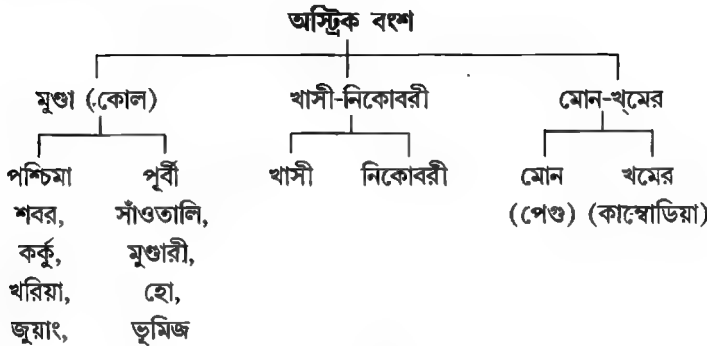 অস্ট্রিক বংশ
মুণ্ডা (কোল) খাসী-নিকোবরী মোন-খ্মের
পশ্চিমা পূর্বী খাসী নিকোবরী মোন খমের
শবর, সাঁওতালি, (পেগু) (কাম্বোডিয়া)
কর্কু, মুণ্ডারী,
খরিয়া, হো,
জুয়াং, ভূমিজ